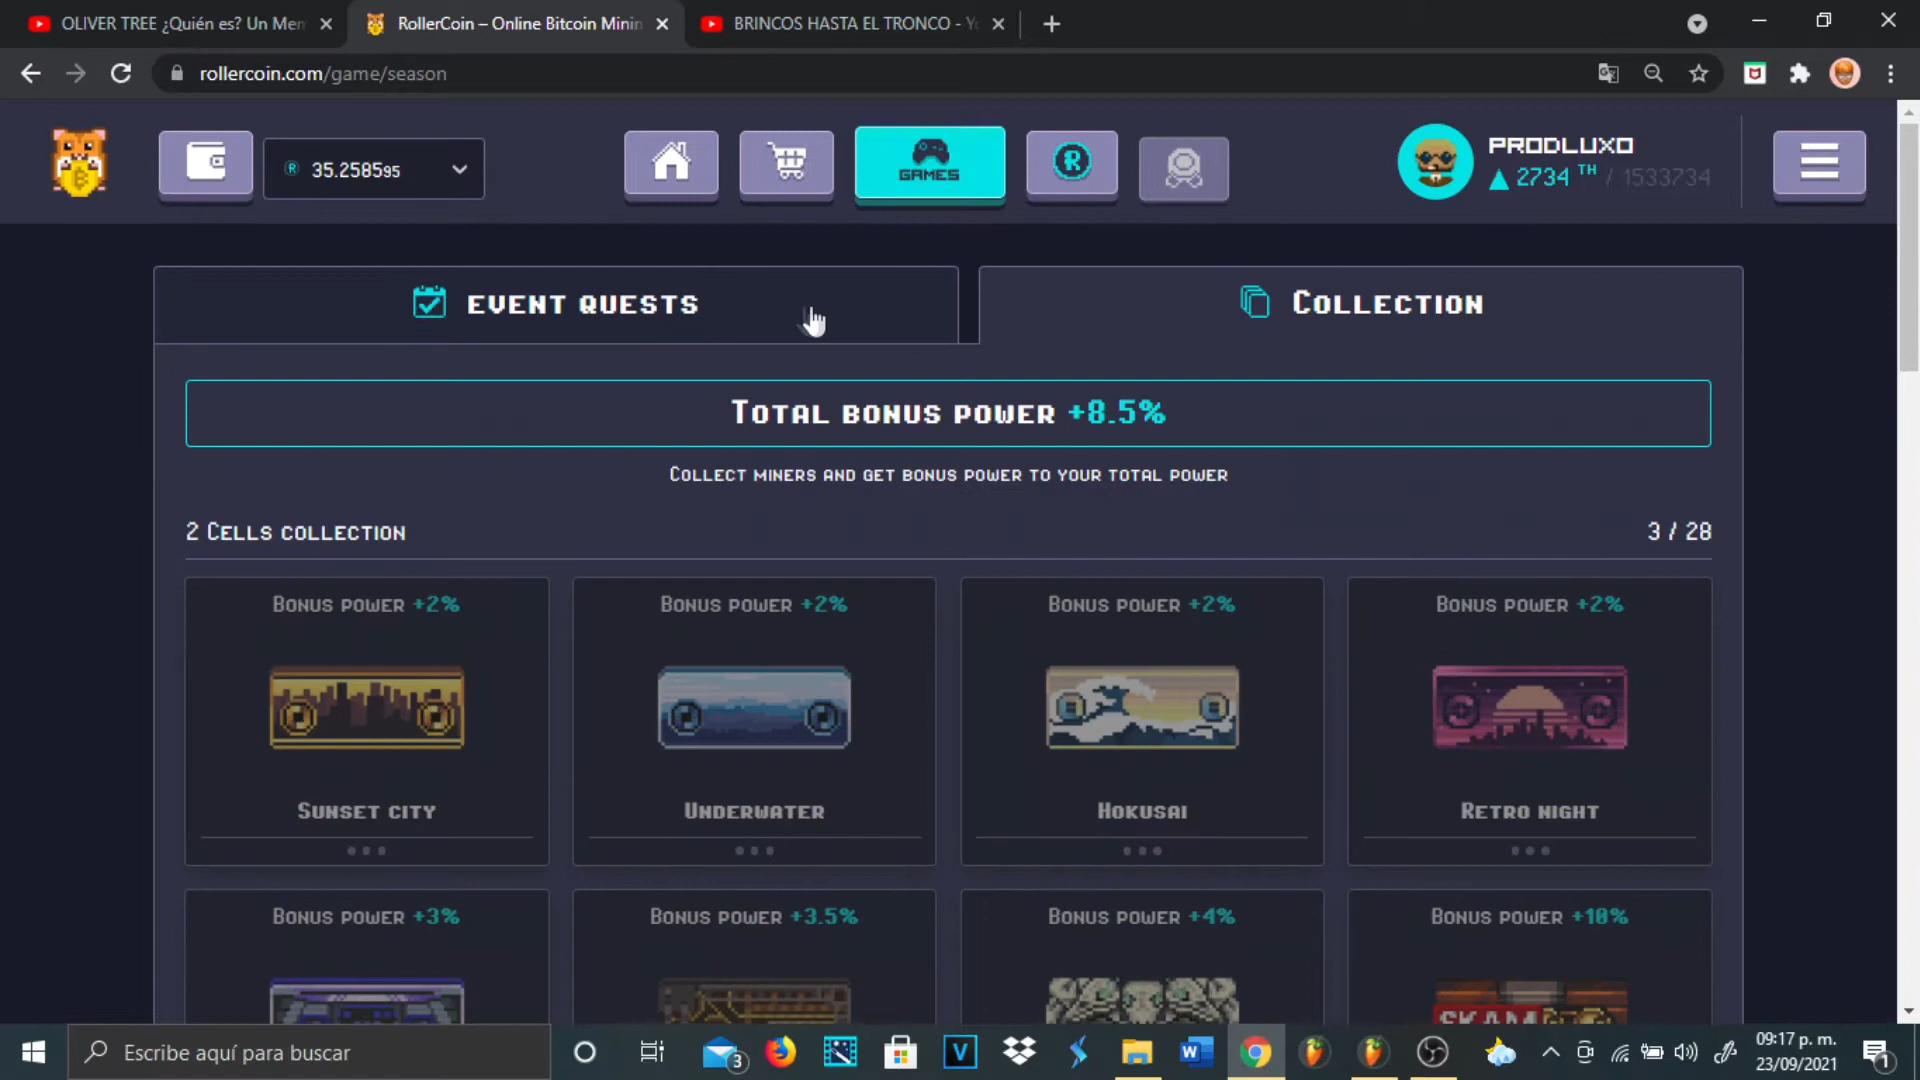 OLIVER TREE ¿Quién es? Un Mem
RollerCoin – Online Bitcoin Minin
BRINCOS HASTA EL TRONCO - Yo
rollercoin.com/game/season
35.258595
GAMES
PRODLUXO
2734 TH / 1533734
EVENT QUESTS
COLLECTION
TOTAL BONUS POWER +8.5%
COLLECT MINERS AND GET BONUS POWER TO YOUR TOTAL POWER
2 CELLS COLLECTION
3 / 28
BONUS POWER +2%
BONUS POWER +2%
BONUS POWER +2%
BONUS POWER +2%
SUNSET CITY
UNDERWATER
HOKUSAI
RETRO NIGHT
BONUS POWER +3%
BONUS POWER +3.5%
BONUS POWER +4%
BONUS POWER +10%
Escribe aquí para buscar
3
09:17 p. m.
23/09/2021
1